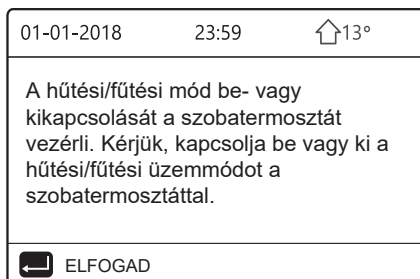 01-01-2018 23:59 13°
A hűtési/fűtési mód be- vagy
kikapcsolását a szobatermosztát
vezérli. Kérjük, kapcsolja be vagy ki a
hűtési/fűtési üzemmódot a
szobatermosztáttal.
ELFOGAD